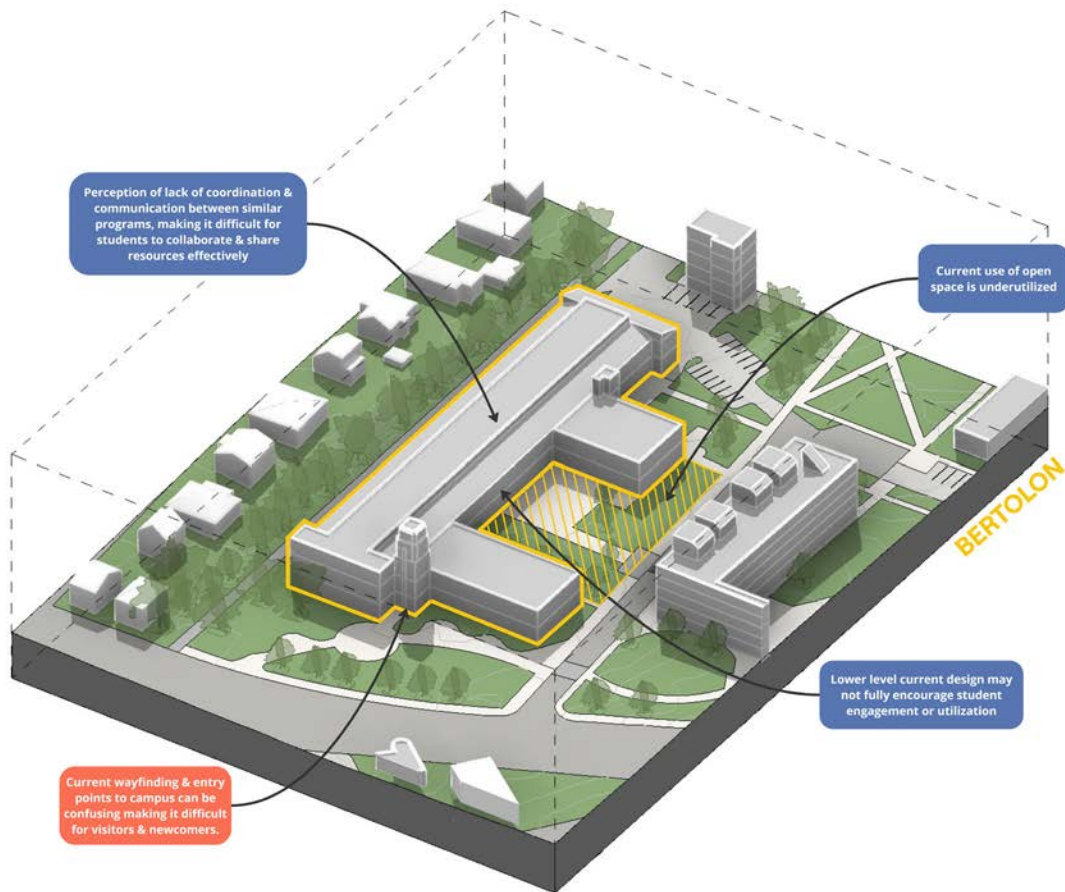 Perception of lack of coordination &
communication between similar
programs, making it difficult for
students to collaborate & share
resources effectively
Current use of open
space is underutilized
BERTOLON
Lower level current design may
not fully encourage student
engagement or utilization
Current wayfinding & entry
points to campus can be
confusing making it difficult
for visitors & newcomers.